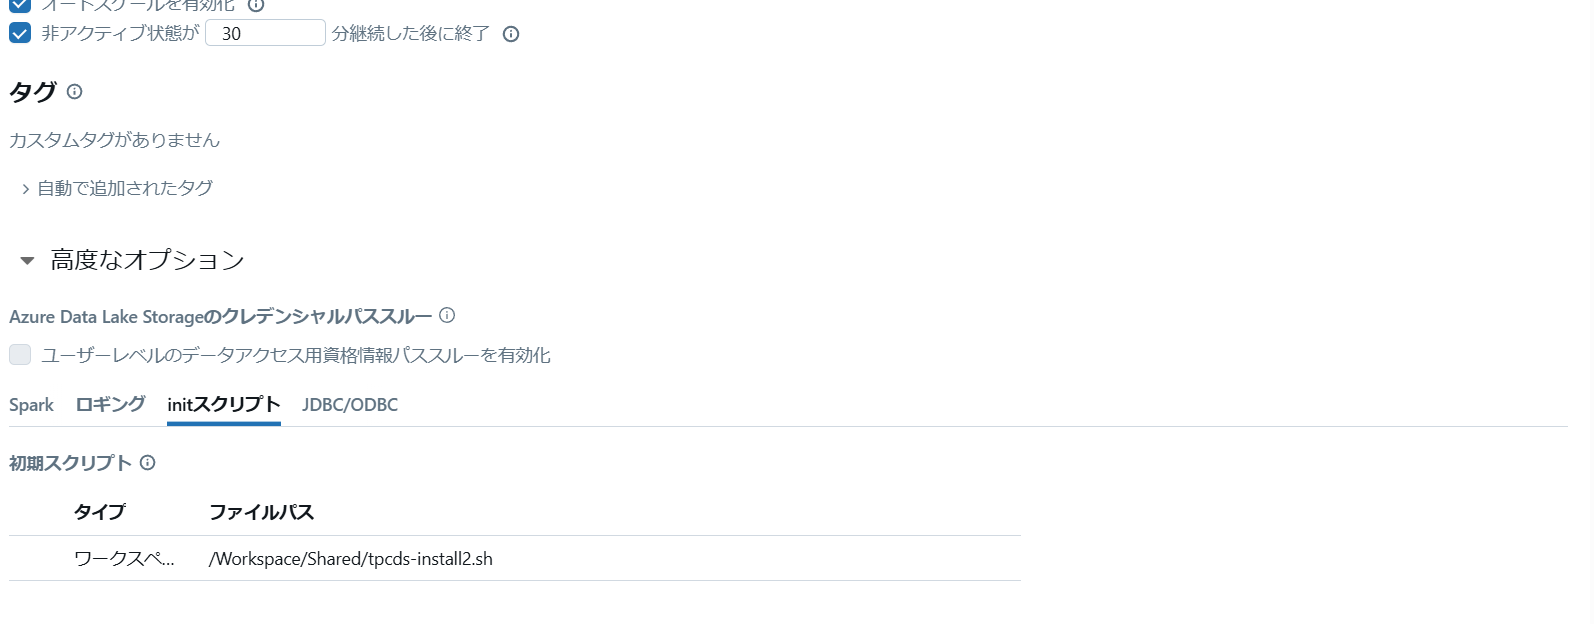 オートスケールを有効化
非アクティブ状態が 30 分継続した後に終了
タグ
カスタムタグがありません
自動で追加されたタグ
高度なオプション
Azure Data Lake Storageのクレデンシャルパススルー
ユーザーレベルのデータアクセス用資格情報パススルーを有効化
Spark ロギング initスクリプト JDBC/ODBC
初期スクリプト
タイプ ファイルパス
ワークスペ... /Workspace/Shared/tpcds-install2.sh